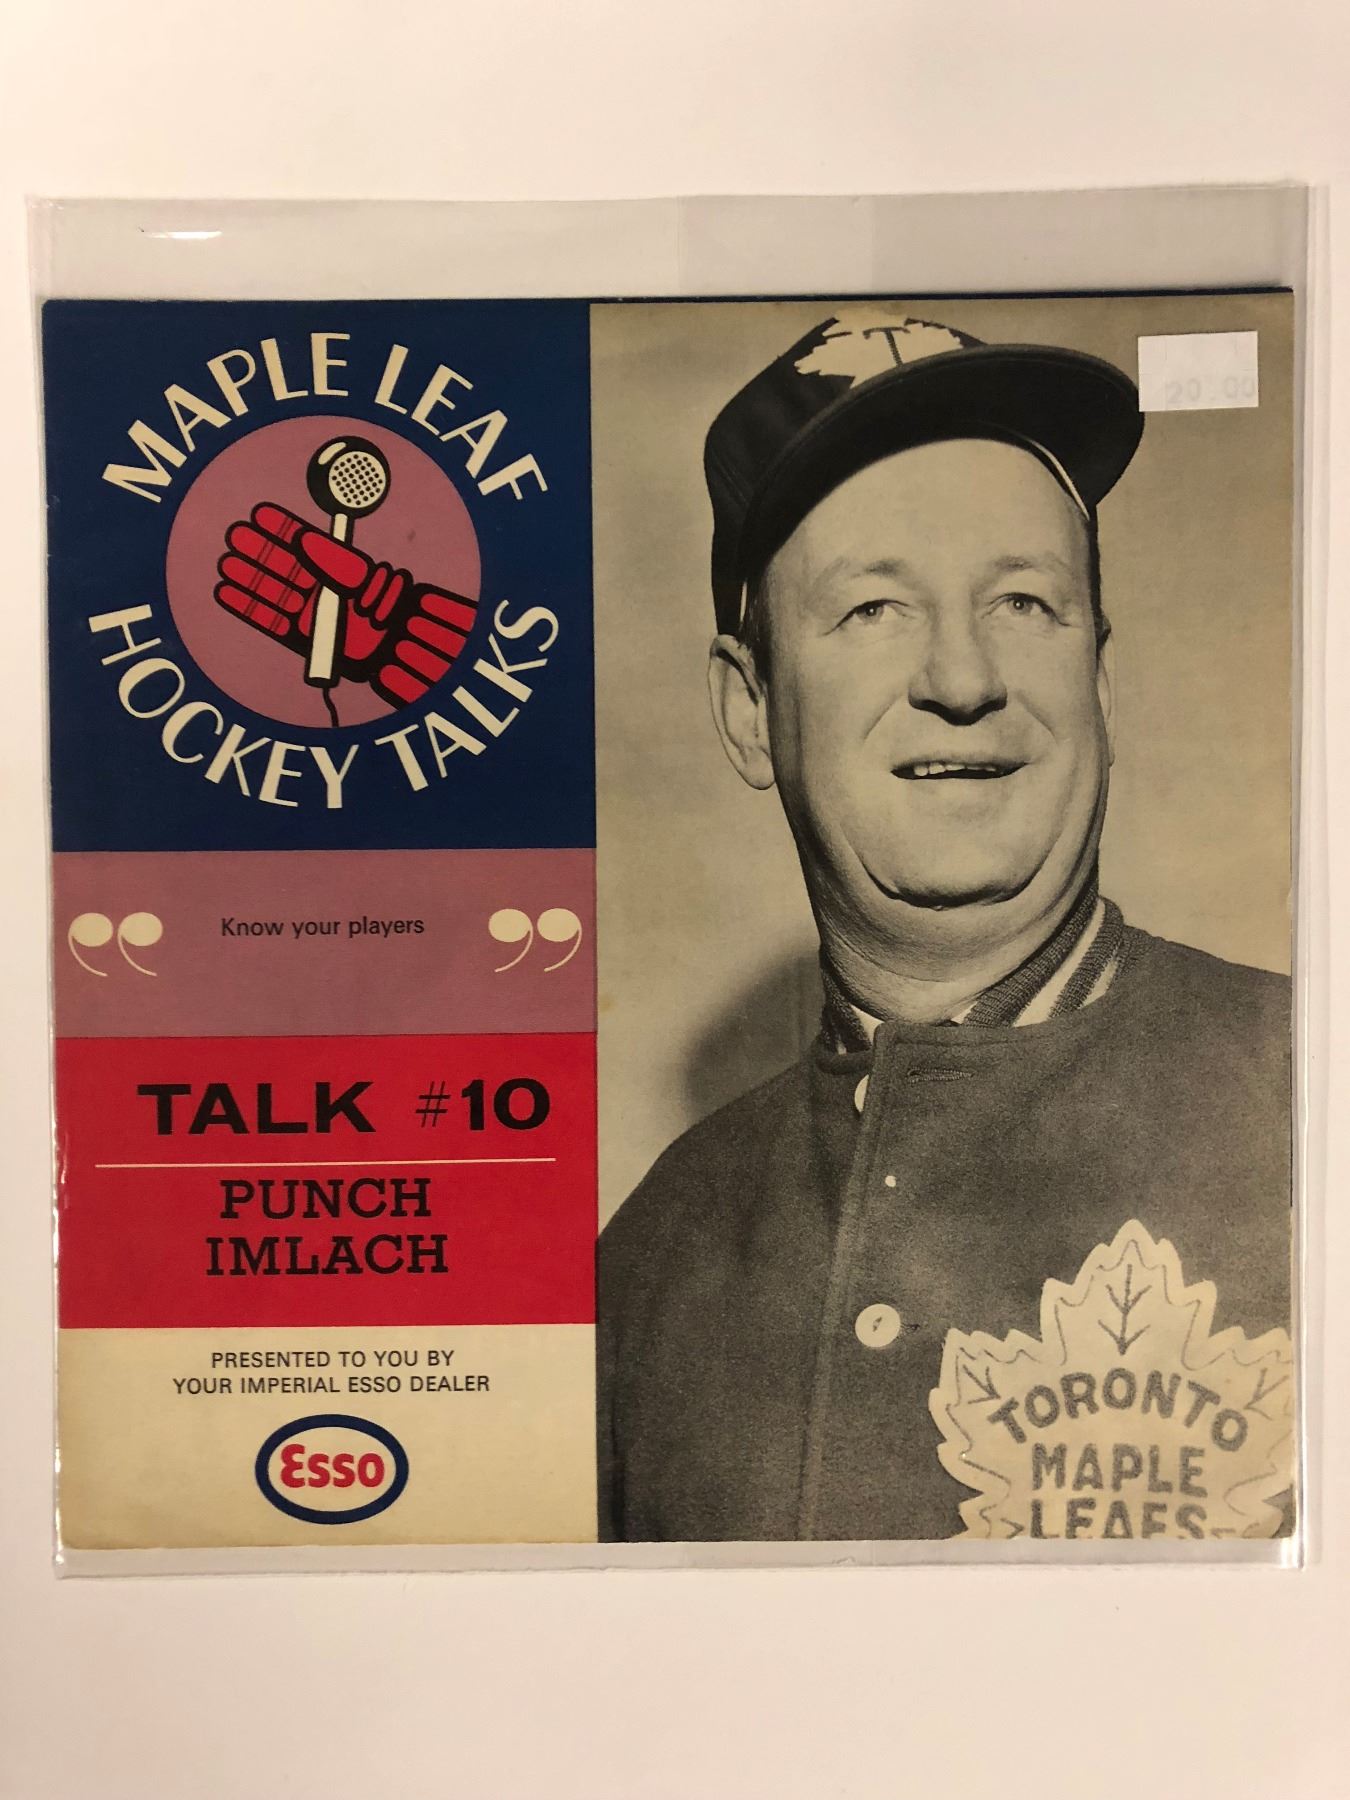 MAPLE LEAF
HOCKEY TALKS
“ Know your players ”
TALK #10
PUNCH
IMLACH
PRESENTED TO YOU BY
YOUR IMPERIAL ESSO DEALER
Esso
20.00
TORONTO
MAPLE
LEAFS